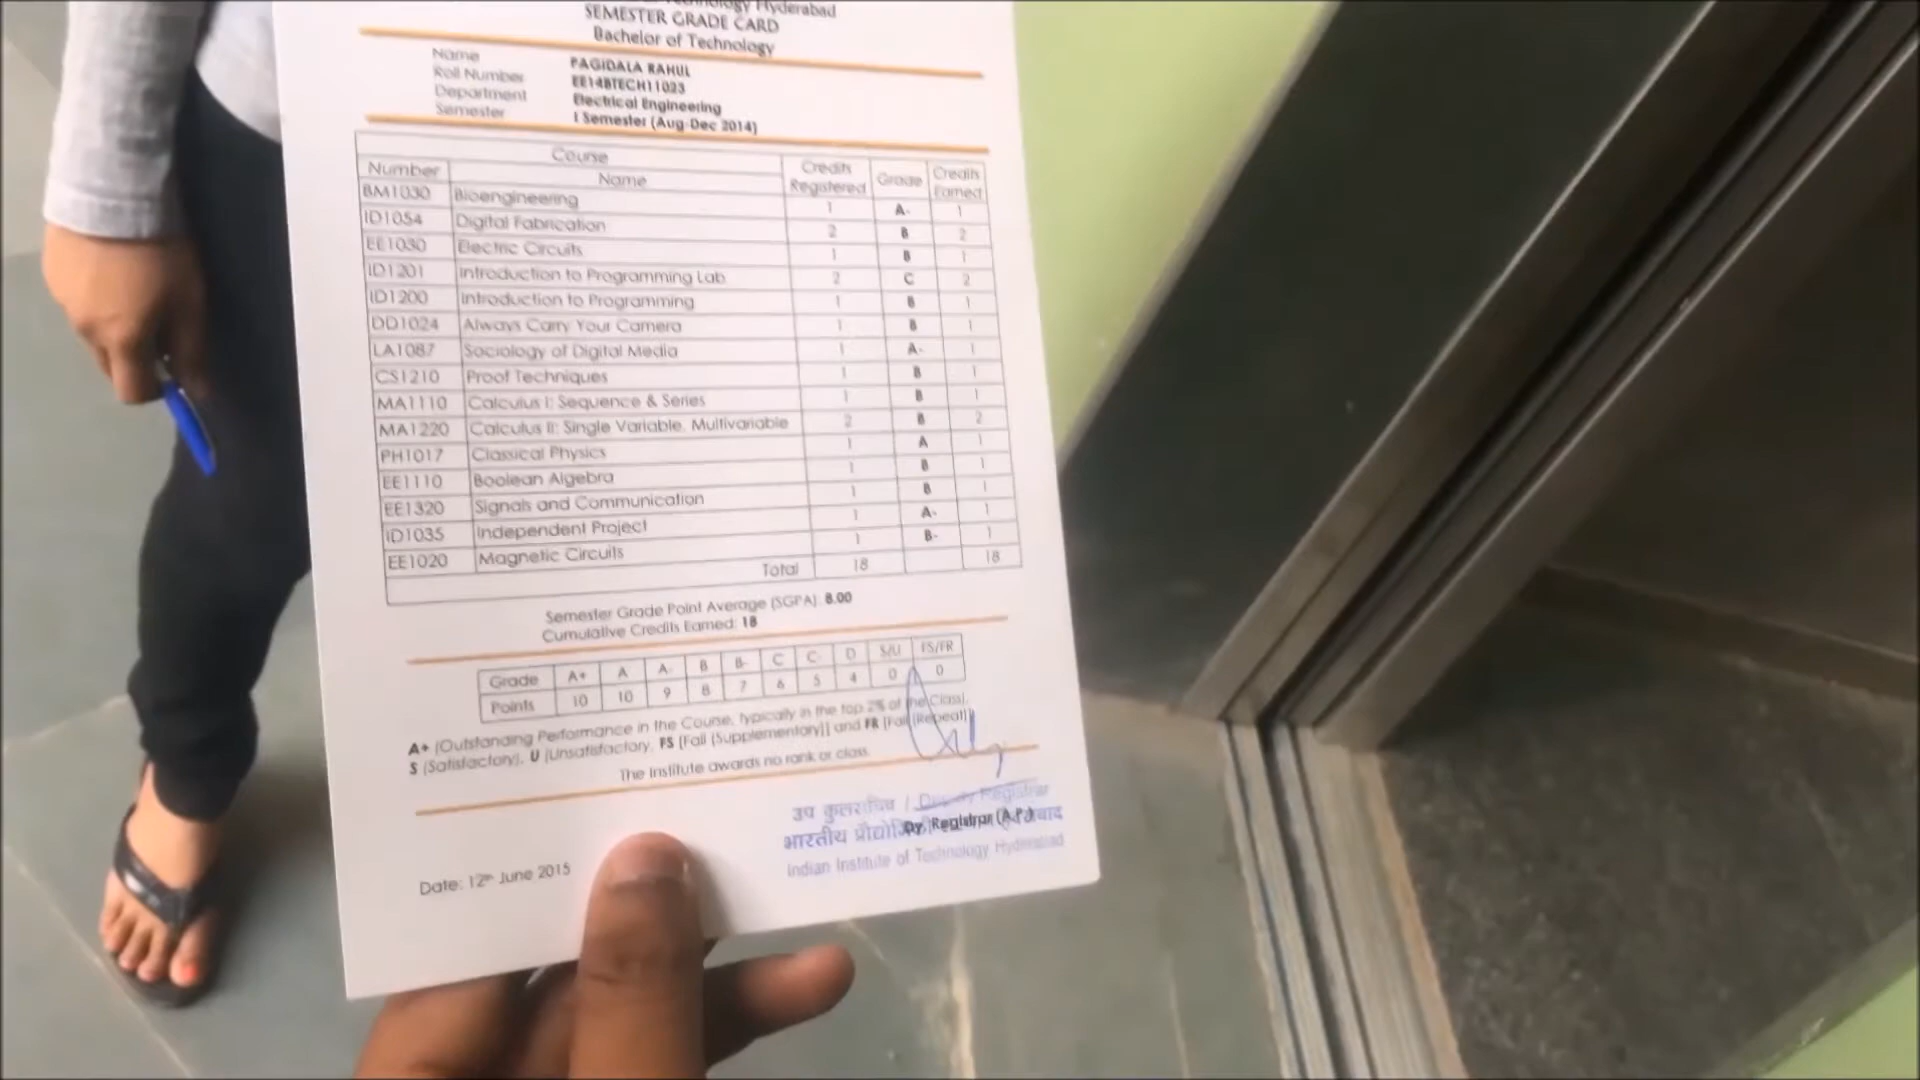 Technology Hyderabad
SEMESTER GRADE CARD
Bachelor of Technology
Name PAGIDALA RAHUL
Roll Number EE14BTECH11023
Department Electrical Engineering
Semester I Semester (Aug-Dec 2014)
Course
Number Name Credits Registered Grade Credits Earned
BM1030 Bioengineering 1 A- 1
ID1054 Digital Fabrication 2 B 2
EE1030 Electric Circuits 1 B 1
ID1201 Introduction to Programming Lab 2 C 2
ID1200 Introduction to Programming 1 B 1
DD1024 Always Carry Your Camera 1 B 1
LA1087 Sociology of Digital Media 1 A- 1
CS1210 Proof Techniques 1 B 1
MA1110 Calculus I: Sequence & Series 1 B 1
MA1220 Calculus II: Single Variable, Multivariable 2 B 2
PH1017 Classical Physics 1 A 1
EE1110 Boolean Algebra 1 B 1
EE1320 Signals and Communication 1 B 1
ID1035 Independent Project 1 A- 1
EE1020 Magnetic Circuits 1 B- 1
Total 18 18
Semester Grade Point Average (SGPA): 8.00
Cumulative Credits Earned: 18
Grade A+ A A- B B- C C- D S/U FS/FR
Points 10 10 9 8 7 6 5 4 0 0
A+ [Outstanding Performance in the Course, typically in the top 2% of the Class],
S [Satisfactory], U [Unsatisfactory, FS [Fail (Supplementary)] and FR [Fail (Repeat)]
The Institute awards no rank or class.
उप कुलसचिव / Deputy Registrar
भारतीय Dy. Registrar (A.P.)
Indian Institute of Technology Hyderabad
Date: 12th June 2015